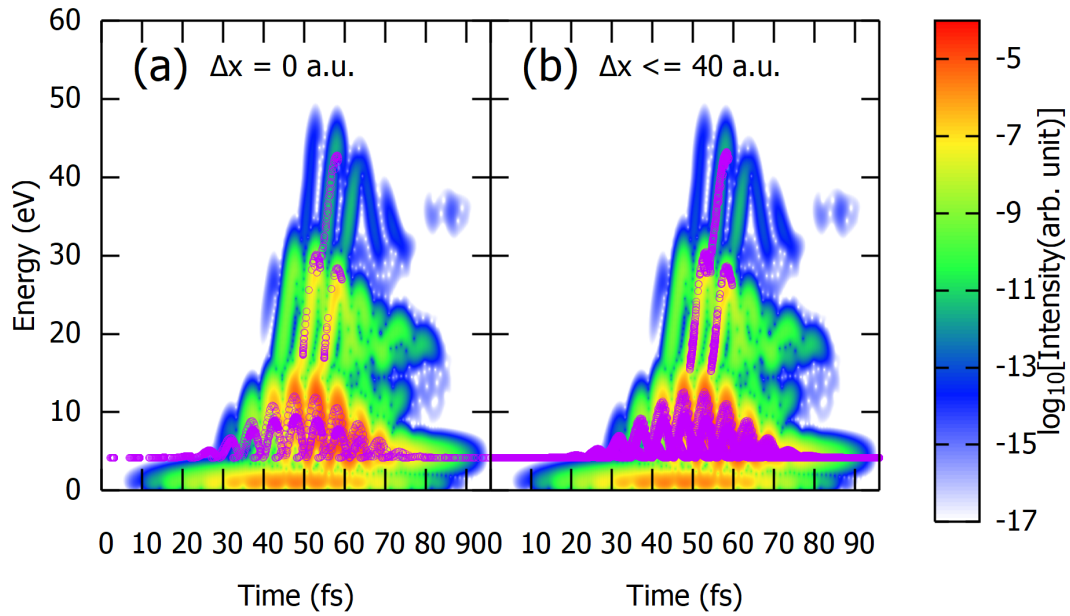 60
50
40
30
20
10
0
Energy (eV)
(a) Δx = 0 a.u.
(b) Δx <= 40 a.u.
0 10 20 30 40 50 60 70 80 90 0 10 20 30 40 50 60 70 80 90
Time (fs)
Time (fs)
-5
-7
-9
-11
-13
-15
-17
log10[Intensity(arb. unit)]